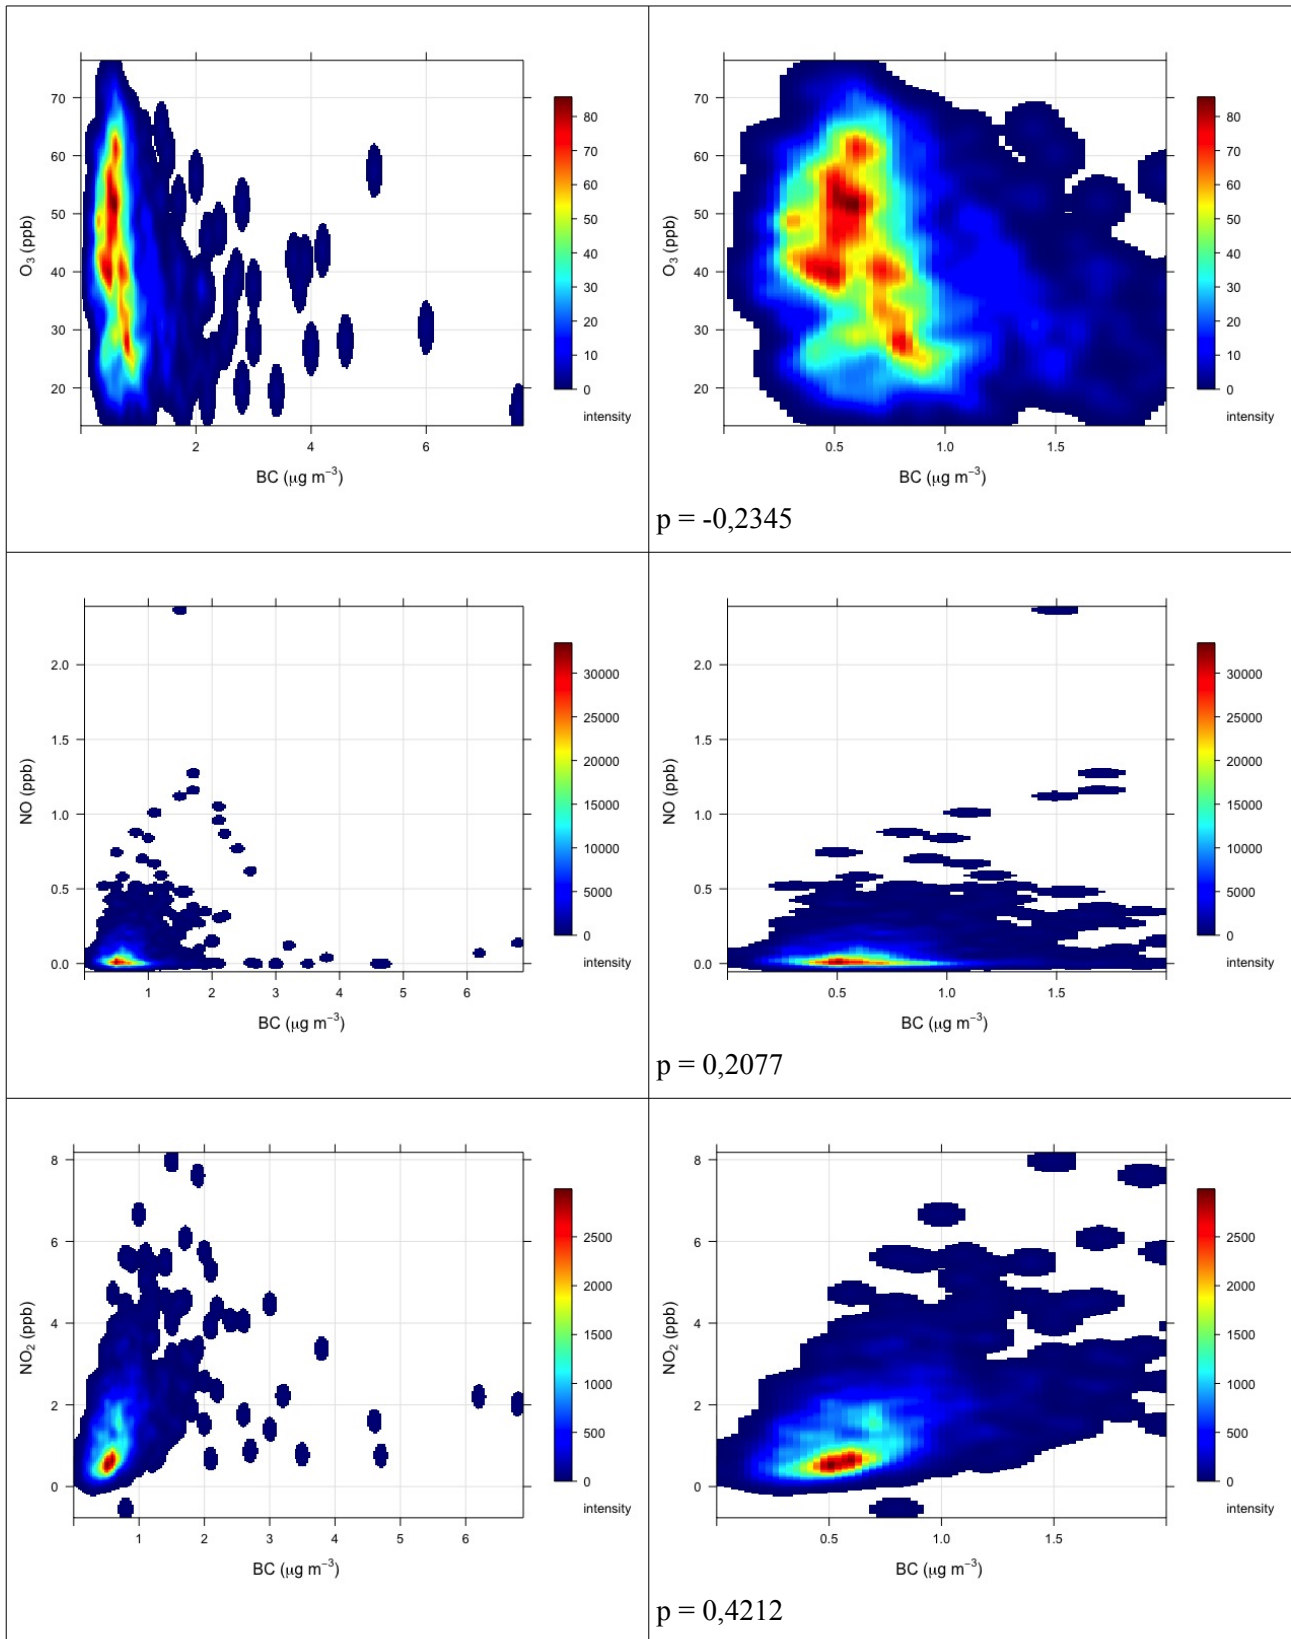 70
60
50
40
30
20
O₃ (ppb)
2 4 6
BC (μg m⁻³)
80
70
60
50
40
30
20
10
0
intensity
70
60
50
40
30
20
O₃ (ppb)
0.5 1.0 1.5
BC (μg m⁻³)
80
70
60
50
40
30
20
10
0
intensity
p = -0,2345
2.0
1.5
1.0
0.5
0.0
NO (ppb)
1 2 3 4 5 6
BC (μg m⁻³)
30000
25000
20000
15000
10000
5000
0
intensity
2.0
1.5
1.0
0.5
0.0
NO (ppb)
0.5 1.0 1.5
BC (μg m⁻³)
30000
25000
20000
15000
10000
5000
0
intensity
p = 0,2077
8
6
4
2
0
NO₂ (ppb)
1 2 3 4 5 6
BC (μg m⁻³)
2500
2000
1500
1000
500
0
intensity
8
6
4
2
0
NO₂ (ppb)
0.5 1.0 1.5
BC (μg m⁻³)
2500
2000
1500
1000
500
0
intensity
p = 0,4212